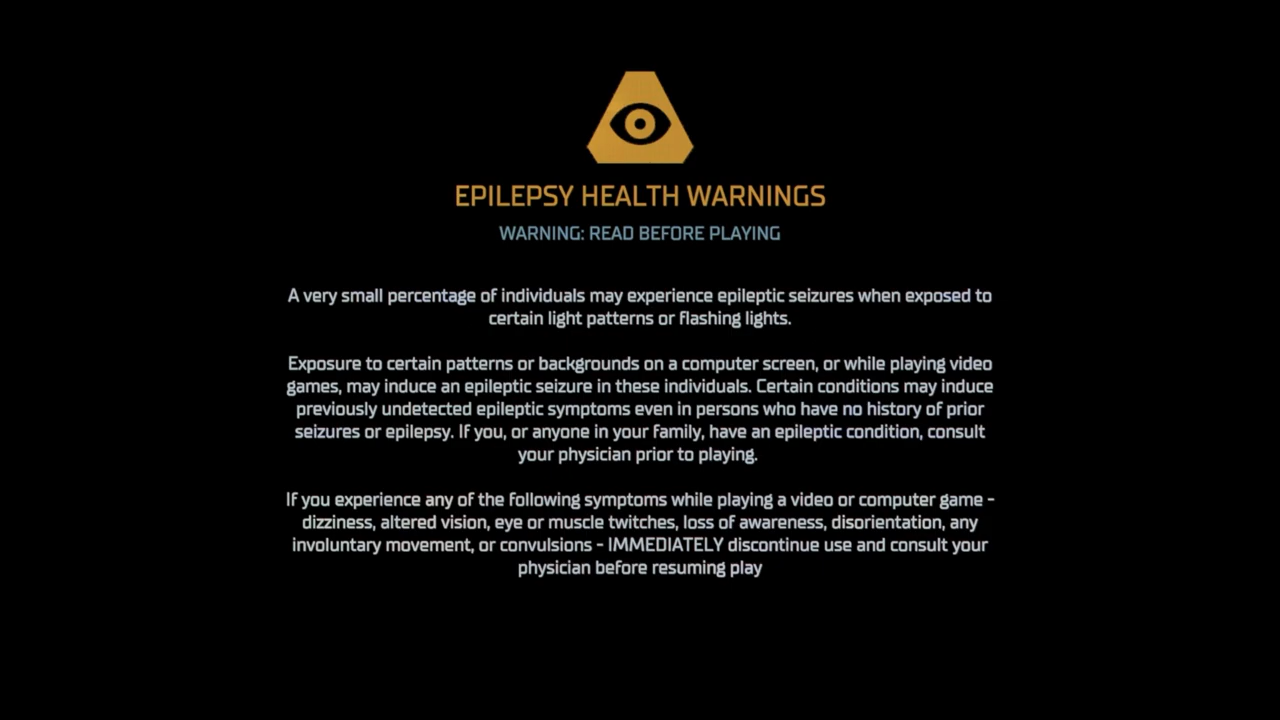 EPILEPSY HEALTH WARNINGS
WARNING: READ BEFORE PLAYING
A very small percentage of individuals may experience epileptic seizures when exposed to
certain light patterns or flashing lights.
Exposure to certain patterns or backgrounds on a computer screen, or while playing video
games, may induce an epileptic seizure in these individuals. Certain conditions may induce
previously undetected epileptic symptoms even in persons who have no history of prior
seizures or epilepsy. If you, or anyone in your family, have an epileptic condition, consult
your physician prior to playing.
If you experience any of the following symptoms while playing a video or computer game -
dizziness, altered vision, eye or muscle twitches, loss of awareness, disorientation, any
involuntary movement, or convulsions - IMMEDIATELY discontinue use and consult your
physician before resuming play